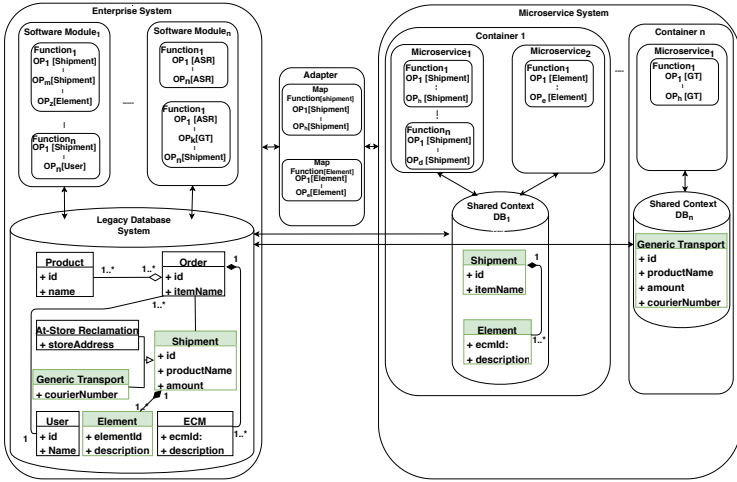 Enterprise System
Software Module1
Function1
OP1 [Shipment]
OPm[Shipment]
OPz[Element]
Functionn
OP1 [Shipment]
OPn[User]
Software Modulen
Function1
OP1 [ASR]
OPn[ASR]
Function1
OP1 [ASR]
OPk[GT]
OPn[Shipment]
Legacy Database
System
Product
+ id
+ name
1..*
1..*
Order
+ id
+ itemName
1
1..*
At-Store Reclamation
+ storeAddress
Shipment
+ id
+ productName
+ amount
Generic Transport
+ courierNumber
1
1..*
User
+ id
+ Name
1
Element
+ elementId
+ description
ECM
+ ecmId:
+ description
1..*
Adapter
Map
Function[shipment]
OP1[Shipment]
OPh[Shipment]
Map
Function[Element]
OP1[Element]
OPe[Element]
Microservice System
Container 1
Microservice1
Function1
OP1 [Shipment]
OPh [Shipment]
Functionn
OP1 [Shipment]
OPd [Shipment]
Microservice2
Function1
OP1 [Element]
OPe [Element]
Shared Context
DB1
Shipment
+ id
+ itemName
1
Element
+ ecmId:
+ description
1..*
Container n
Microservice1
Function1
OP1 [GT]
OPh [GT]
Shared Context
DBn
Generic Transport
+ id
+ productName
+ amount
+ courierNumber